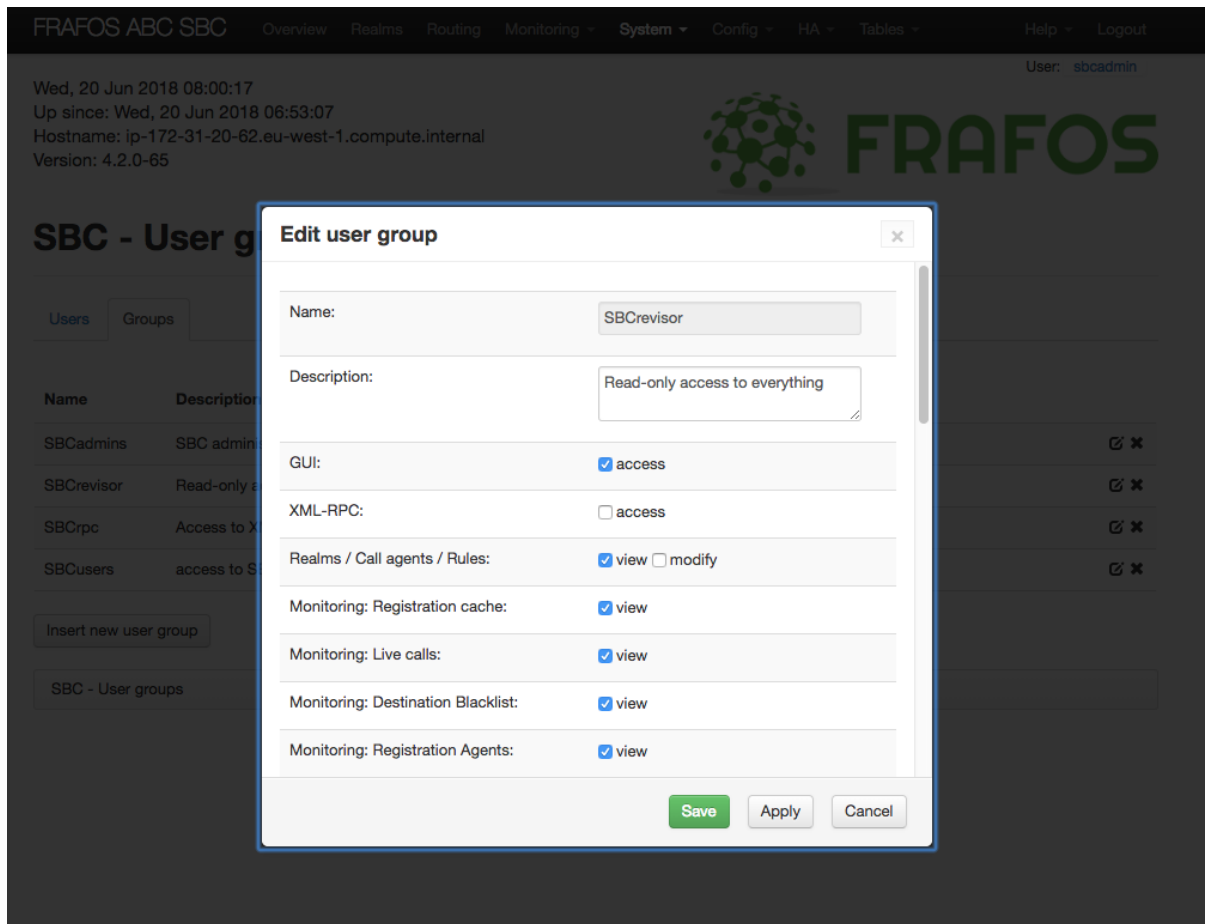 FRAFOS ABC SBC Overview Realms Routing Monitoring System Config HA Tables Help Logout
User: sbcadmin
Wed, 20 Jun 2018 08:00:17
Up since: Wed, 20 Jun 2018 06:53:07
Hostname: ip-172-31-20-62.eu-west-1.compute.internal
Version: 4.2.0-65
FRAFOS
SBC - User g
Users Groups
Name Description
SBCadmins SBC admini
SBCrevisor Read-only a
SBCrpc Access to X
SBCusers access to S
Insert new user group
SBC - User groups
Edit user group
Name: SBCrevisor
Description: Read-only access to everything
GUI: access
XML-RPC: access
Realms / Call agents / Rules: view modify
Monitoring: Registration cache: view
Monitoring: Live calls: view
Monitoring: Destination Blacklist: view
Monitoring: Registration Agents: view
Save Apply Cancel